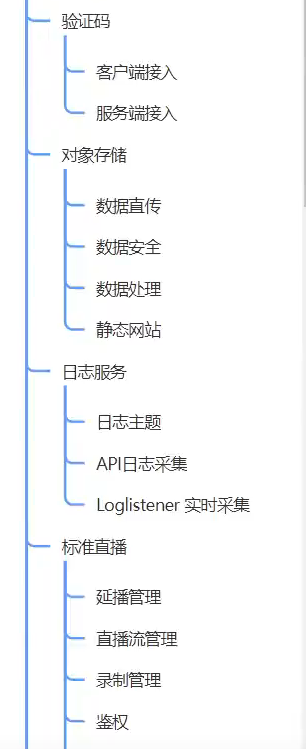 验证码
客户端接入
服务端接入
对象存储
数据直传
数据安全
数据处理
静态网站
日志服务
日志主题
API日志采集
Loglistener 实时采集
标准直播
延播管理
直播流管理
录制管理
鉴权